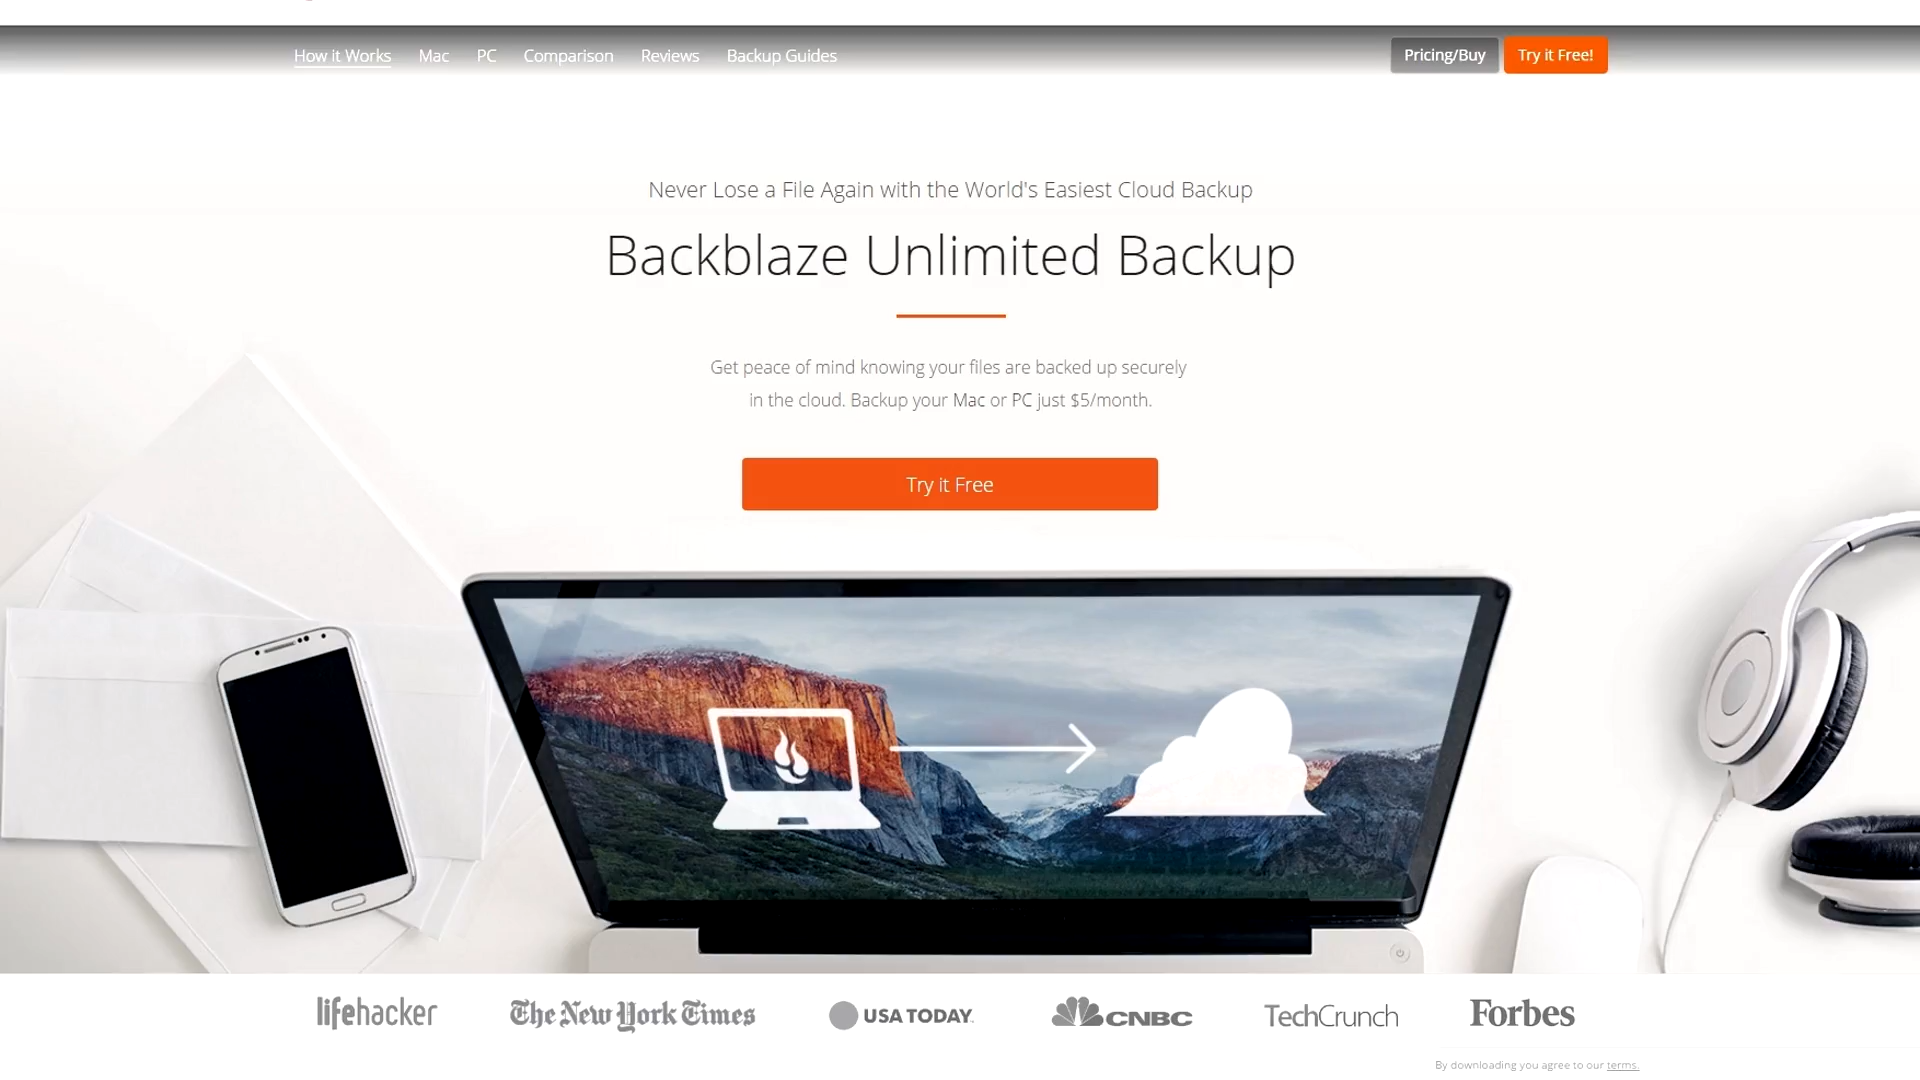 How it Works Mac PC Comparison Reviews Backup Guides Pricing/Buy Try it Free!
Never Lose a File Again with the World's Easiest Cloud Backup
Backblaze Unlimited Backup
Get peace of mind knowing your files are backed up securely
in the cloud. Backup your Mac or PC just $5/month.
Try it Free
lifehacker The New York Times USA TODAY CNBC TechCrunch Forbes
By downloading you agree to our terms.